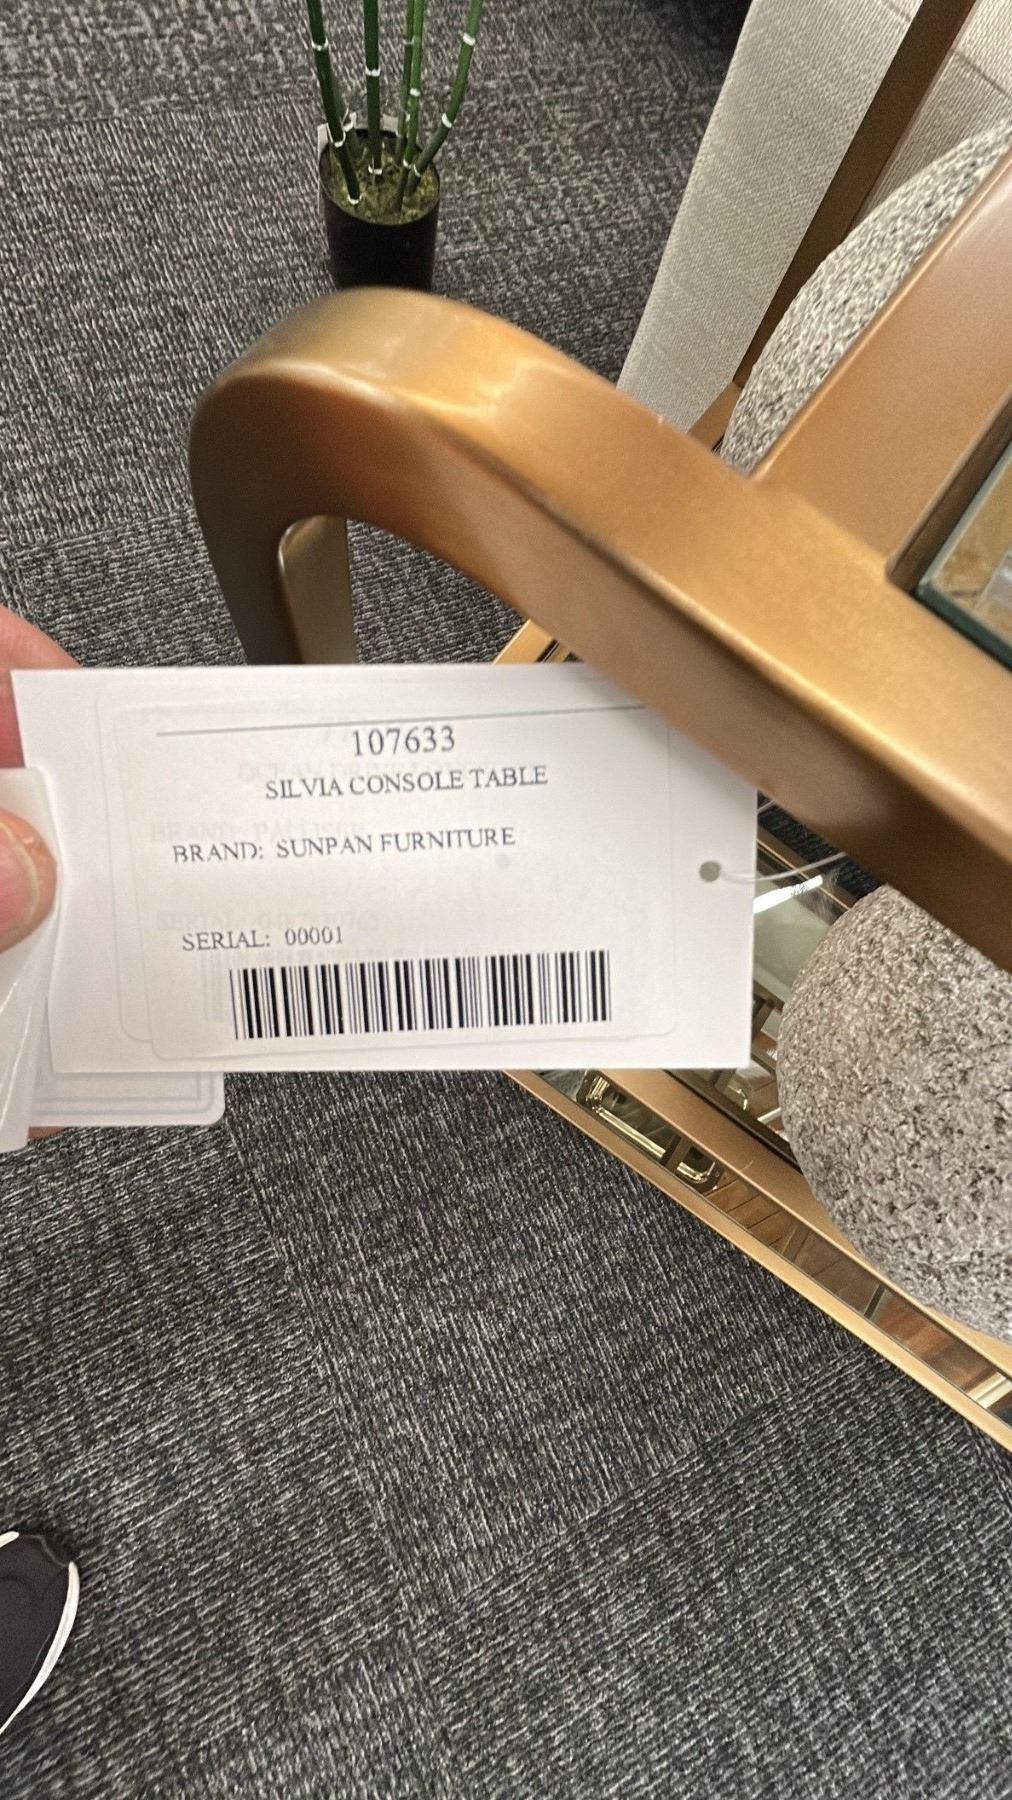 107633
SILVIA CONSOLE TABLE
BRAND: SUNPAN FURNITURE
SERIAL: 00001